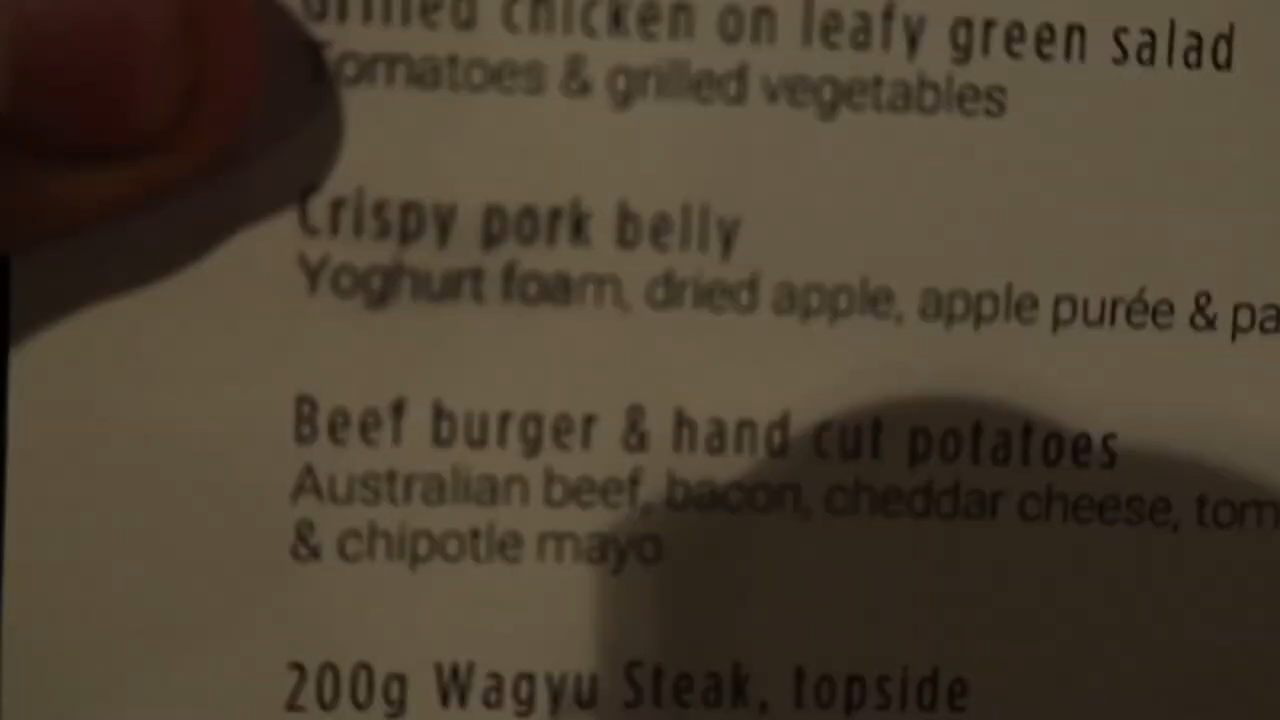 Grilled chicken on leafy green salad
Tomatoes & grilled vegetables
Crispy pork belly
Yoghurt foam, dried apple, apple purée &
Beef burger & hand cut potatoes
Australian beef, bacon, cheddar cheese,
& chipotle mayo
200g Wagyu Steak, topside